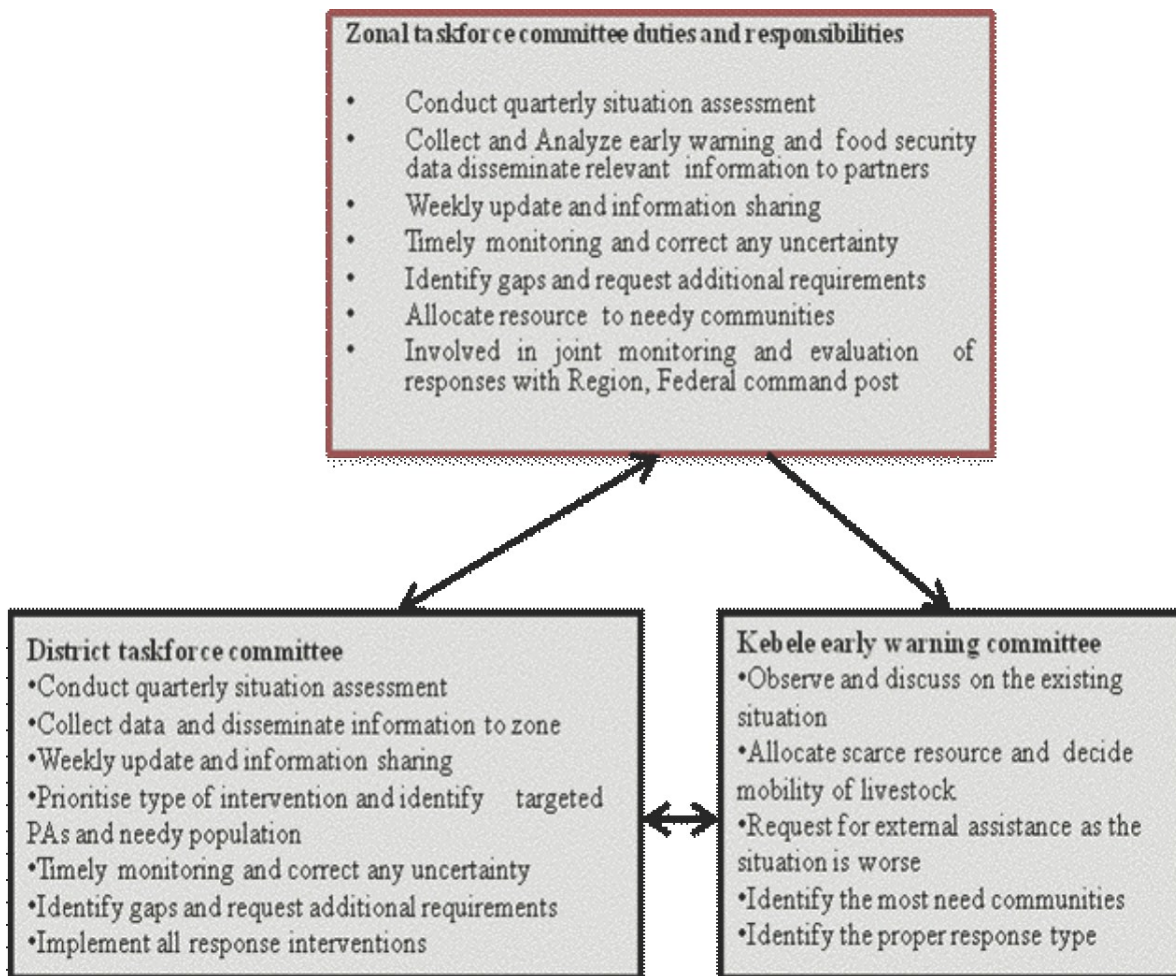 Zonal taskforce committee duties and responsibilities
• Conduct quarterly situation assessment
• Collect and Analyze early warning and food security
data disseminate relevant information to partners
• Weekly update and information sharing
• Timely monitoring and correct any uncertainty
• Identify gaps and request additional requirements
• Allocate resource to needy communities
• Involved in joint monitoring and evaluation of
responses with Region, Federal command post
District taskforce committee
•Conduct quarterly situation assessment
•Collect data and disseminate information to zone
•Weekly update and information sharing
•Prioritise type of intervention and identify targeted
PAs and needy population
•Timely monitoring and correct any uncertainty
•Identify gaps and request additional requirements
•Implement all response interventions
Kebele early warning committee
•Observe and discuss on the existing
situation
•Allocate scarce resource and decide
mobility of livestock
•Request for external assistance as the
situation is worse
•Identify the most need communities
•Identify the proper response type